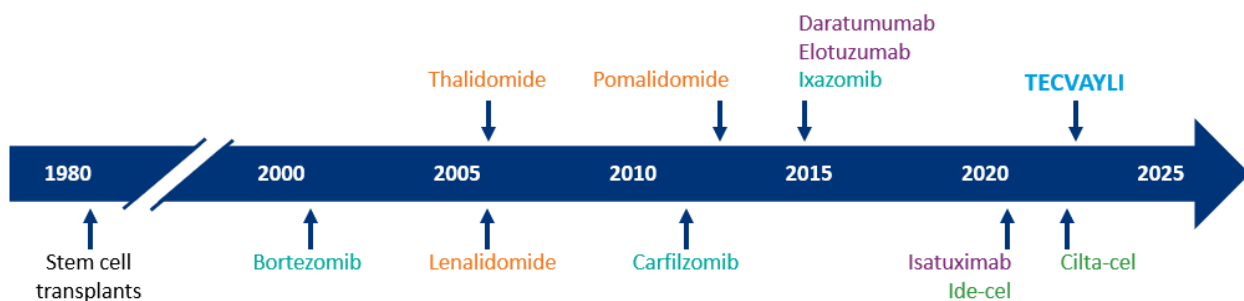 Daratumumab
Elotuzumab
Thalidomide Pomalidomide Ixazomib TECVAYLI
1980 2000 2005 2010 2015 2020 2025
Stem cell Bortezomib Lenalidomide Carfilzomib Isatuximab Cilta-cel
transplants Ide-cel